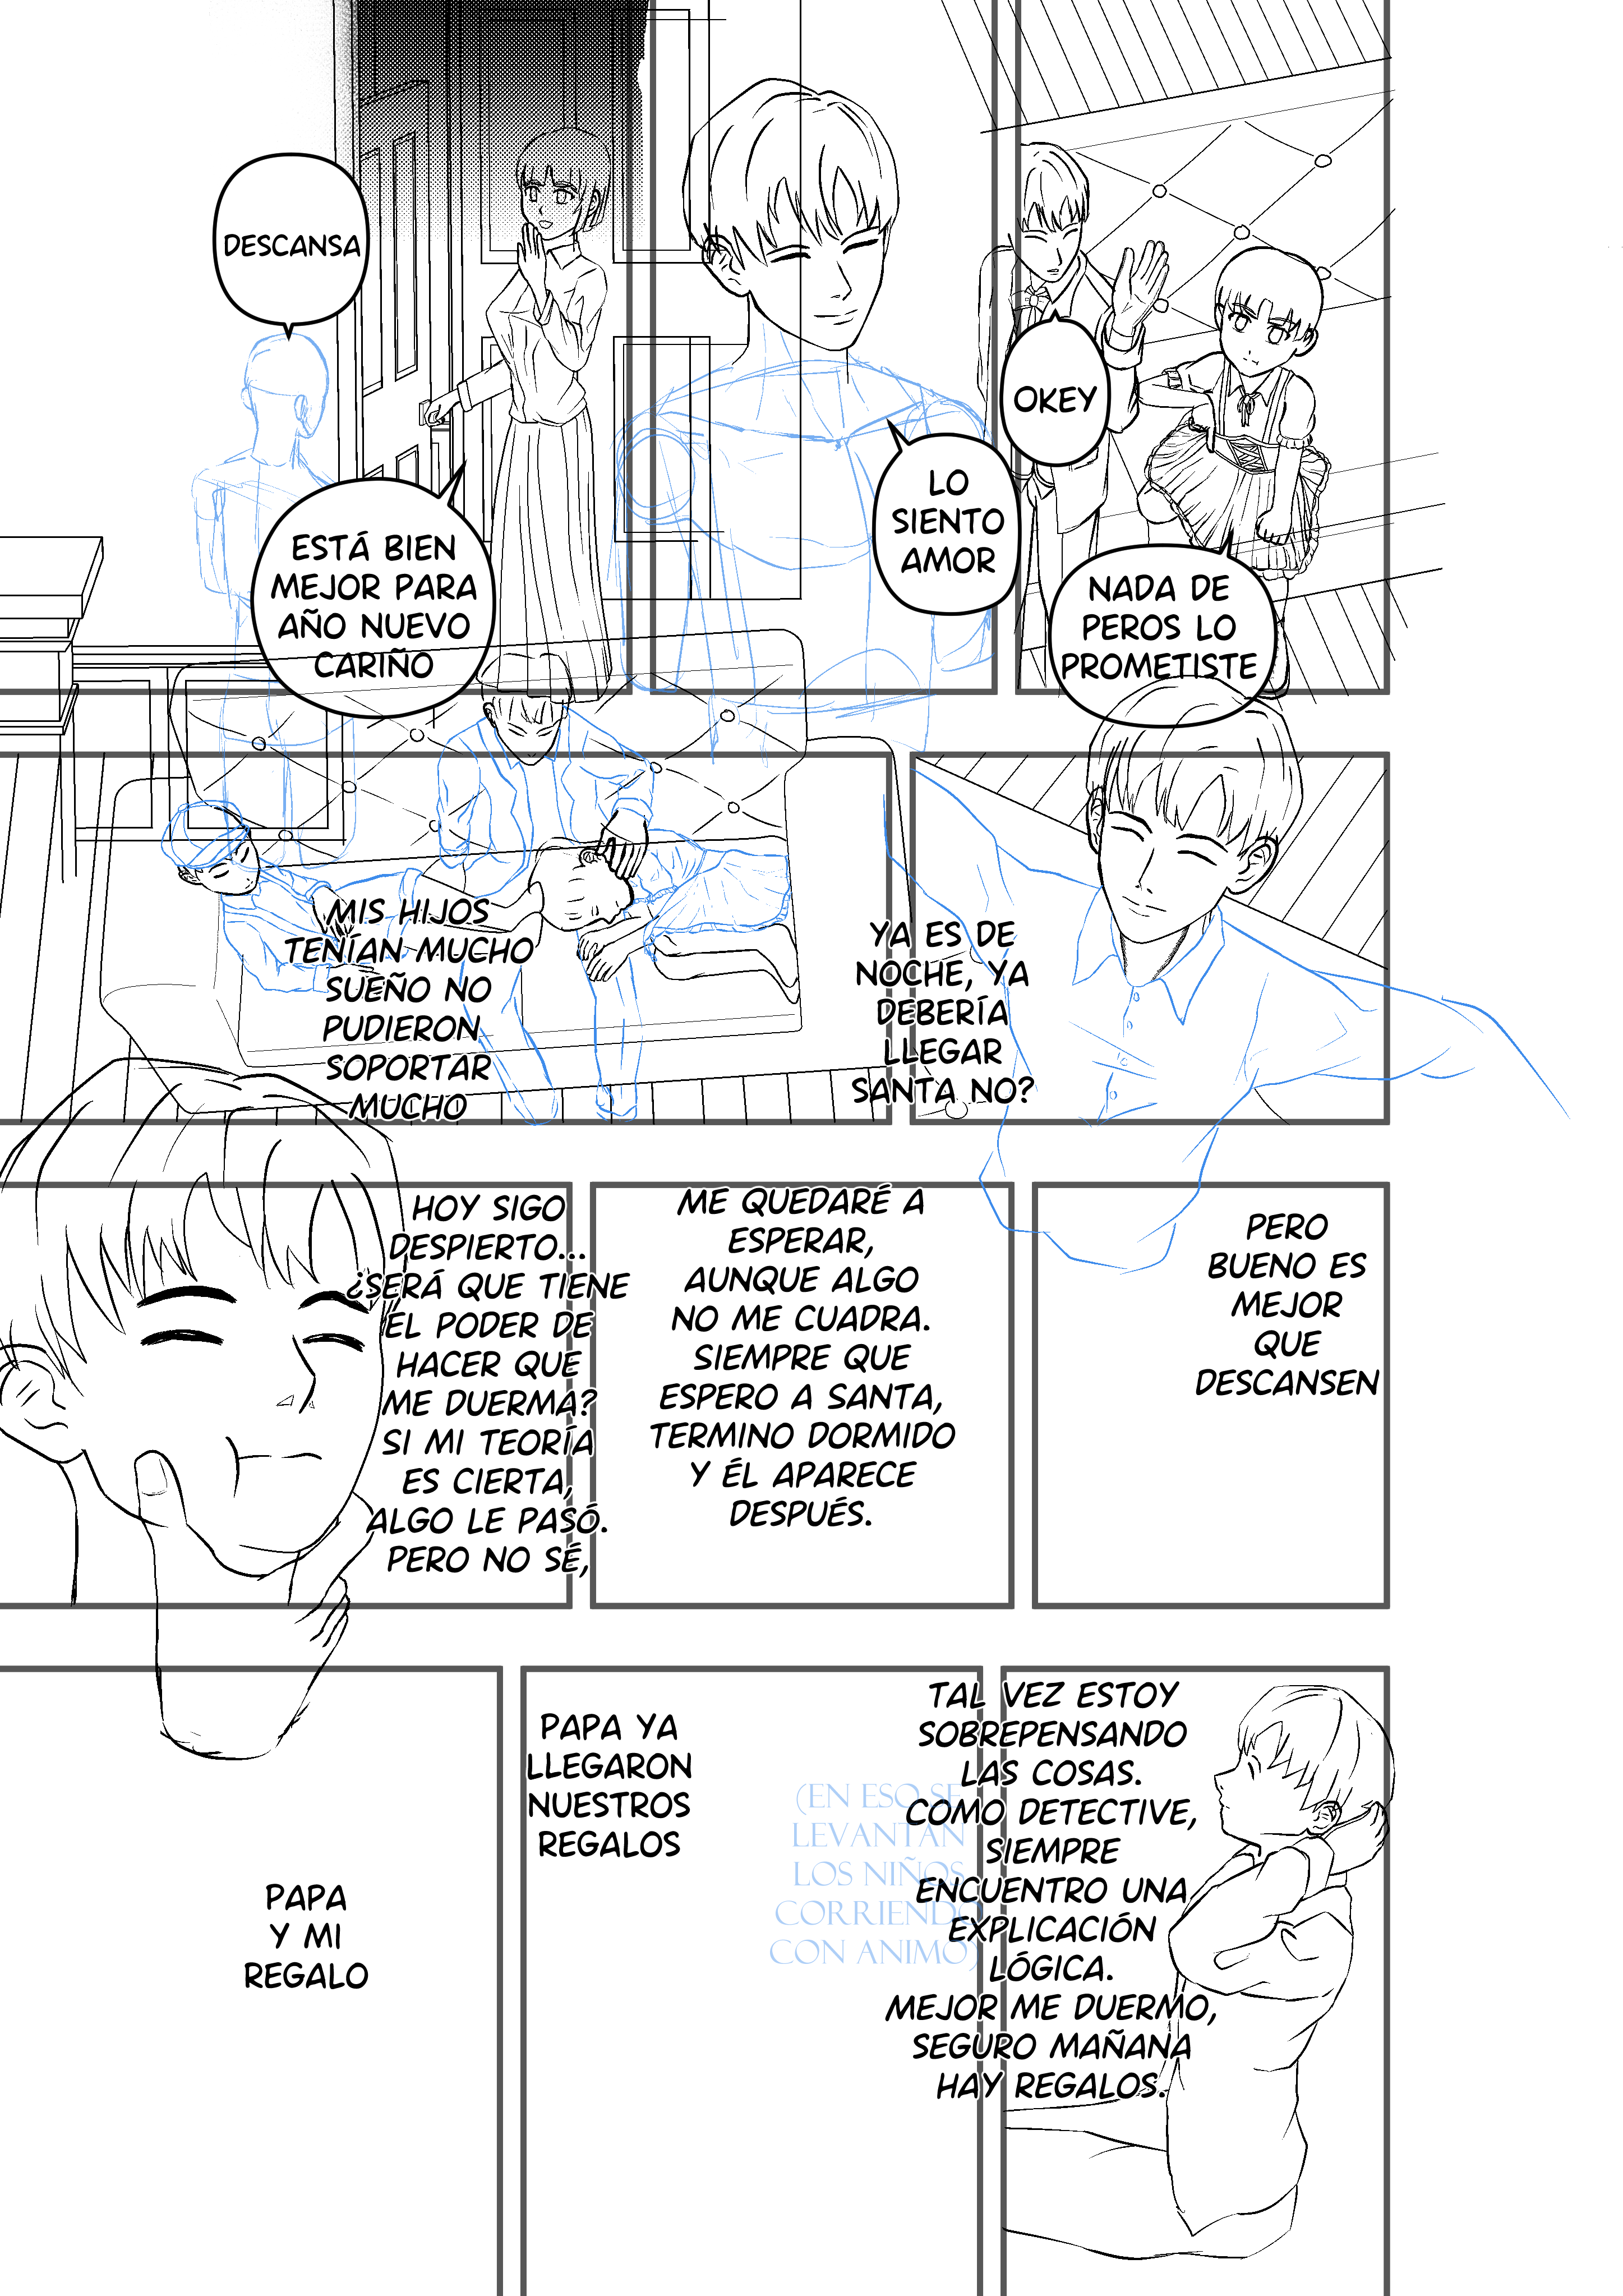 OKEY
NADA DE
PEROS LO
PROMETISTE
LO
SIENTO
AMOR
ESTÁ BIEN
MEJOR PARA
AÑO NUEVO
CARIÑO
DESCANSA
YA ES DE
NOCHE, YA
DEBERÍA
LLEGAR
SANTA NO?
MIS HIJOS
TENÍAN MUCHO
SUEÑO NO
PUDIERON
SOPORTAR
MUCHO
PERO
BUENO ES
MEJOR
QUE
DESCANSEN
ME QUEDARÉ A
ESPERAR,
AUNQUE ALGO
NO ME CUADRA.
SIEMPRE QUE
ESPERO A SANTA,
TERMINO DORMIDO
Y ÉL APARECE
DESPUÉS.
HOY SIGO
DESPIERTO...
¿SERÁ QUE TIENE
EL PODER DE
HACER QUE
ME DUERMA?
SI MI TEORÍA
ES CIERTA,
ALGO LE PASÓ.
PERO NO SÉ,
TAL VEZ ESTOY
SOBREPENSANDO
LAS COSAS.
COMO DETECTIVE,
SIEMPRE
ENCUENTRO UNA
EXPLICACIÓN
LÓGICA.
MEJOR ME DUERMO,
SEGURO MAÑANA
HAY REGALOS.
(EN ESO SE
LEVANTAN
LOS NIÑOS
CORRIENDO
CON ANIMO)
PAPA YA
LLEGARON
NUESTROS
REGALOS
PAPA
Y MI
REGALO